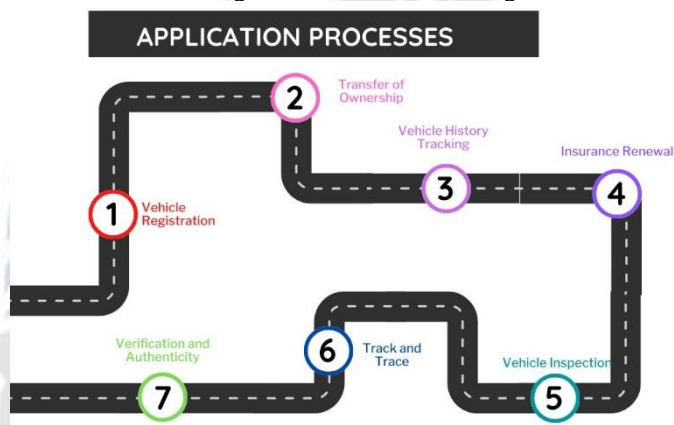 APPLICATION PROCESSES
1
Vehicle
Registration
2
Transfer of
Ownership
3
Vehicle History
Tracking
4
Insurance Renewal
5
Vehicle Inspection
6
Track and
Trace
7
Verification and
Authenticity